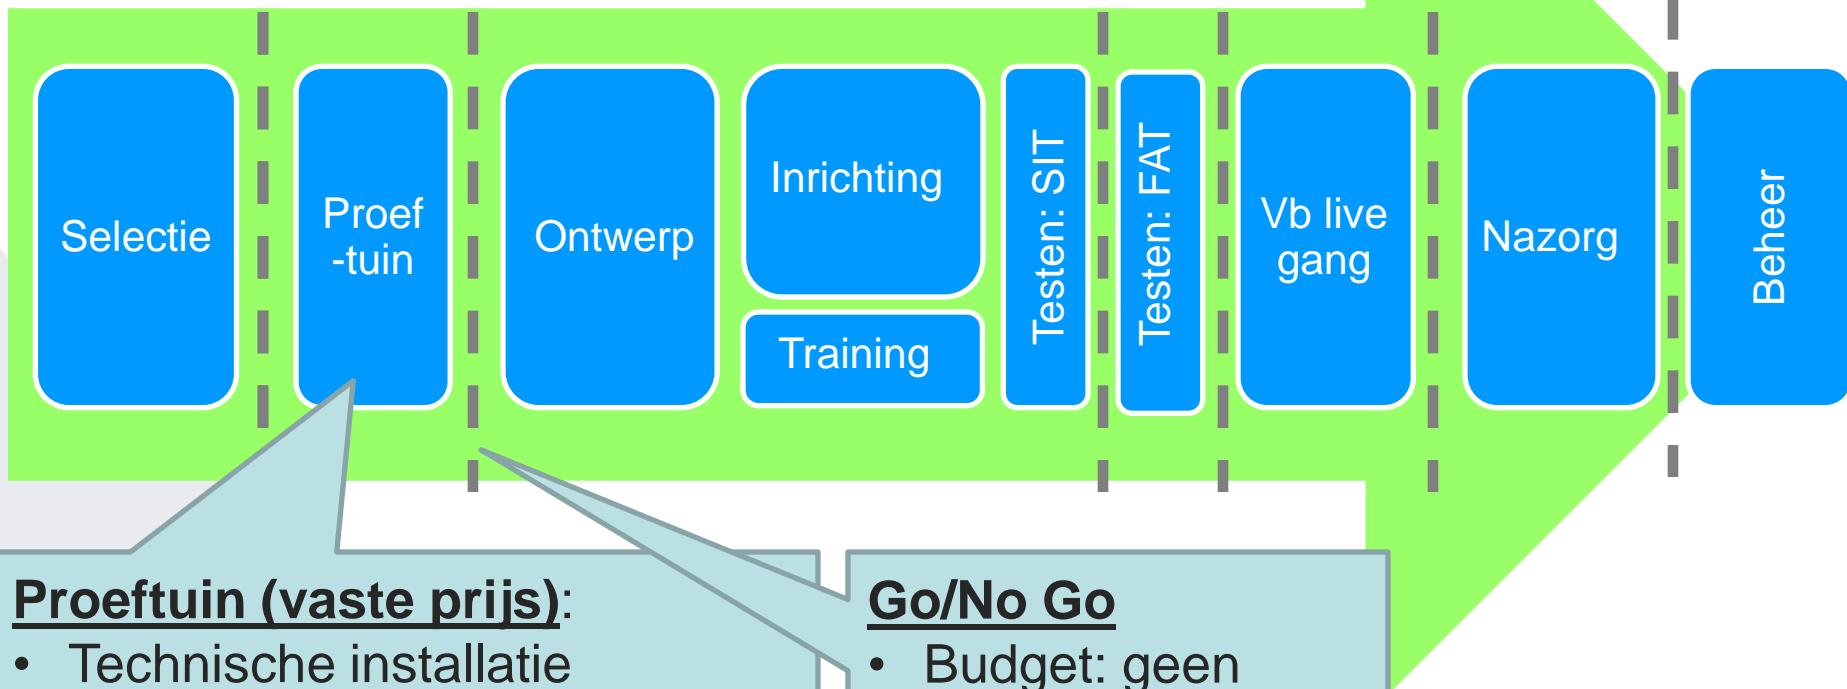 Selectie
Proef
-tuin
Ontwerp
Inrichting
Training
Testen: SIT
Testen: FAT
Vb live
gang
Nazorg
Beheer
Proeftuin (vaste prijs):
• Technische installatie
Go/No Go
• Budget: geen